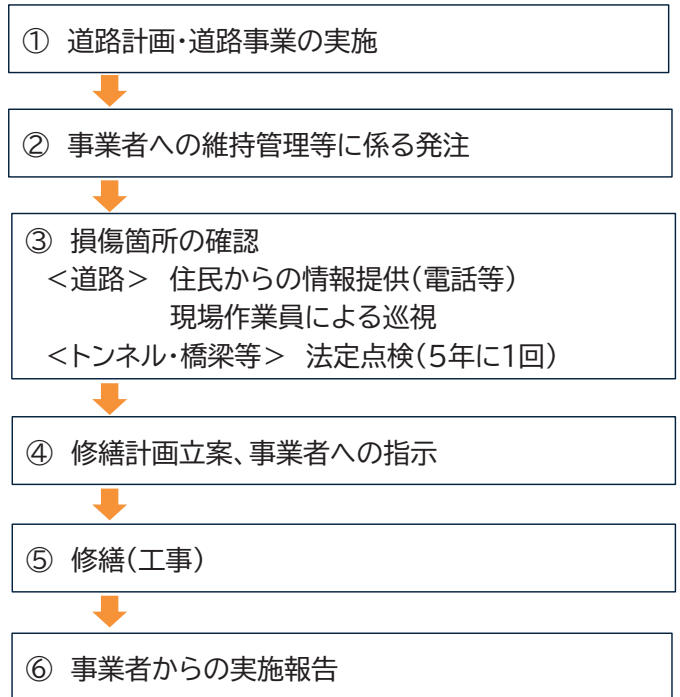 ① 道路計画・道路事業の実施
② 事業者への維持管理等に係る発注
③ 損傷箇所の確認
<道路> 住民からの情報提供(電話等)
現場作業員による巡視
<トンネル・橋梁等> 法定点検(5年に1回)
④ 修繕計画立案、事業者への指示
⑤ 修繕(工事)
⑥ 事業者からの実施報告